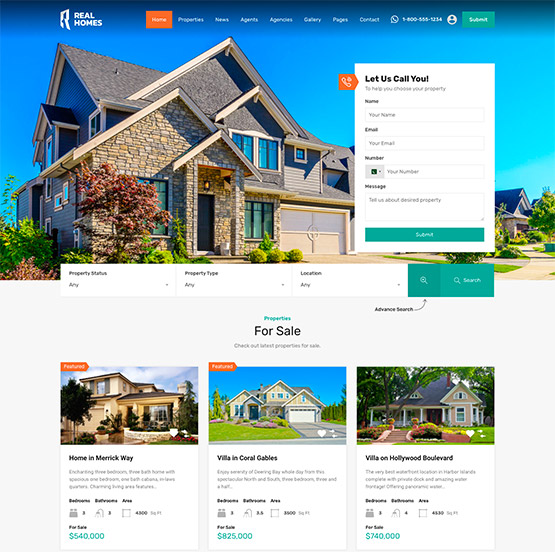 REAL
HOMES
Home Properties News Agents Agencies Gallery Pages Contact 1-800-555-1234 Submit
Let Us Call You!
To help you choose your property
Name
Your Name
Email
Your Email
Number
Your Number
Message
Tell us about desired property
Submit
Property Status Property Type Location
Any Any Any Search
Advance Search
Properties
For Sale
Check out latest properties for sale.
Featured Featured
Home in Merrick Way
Enchanting three bedroom, three bath home with
spacious one bedroom, one bath cabana, in-laws
quarters. Charming living area features...
Bedrooms Bathrooms Area
3 3 4300 Sq Ft
For Sale
$540,000
Villa in Coral Gables
Enjoy serenity of Deering Bay whole day from this
spectacular North and South, three bedroom, three and
a half...
Bedrooms Bathrooms Area
3 3.5 3500 Sq Ft
For Sale
$825,000
Villa on Hollywood Boulevard
The very best waterfront location in Harbor Islands
complete with private dock and amazing water
frontage! Offering panoramic water...
Bedrooms Bathrooms Area
3 4 4530 Sq Ft
For Sale
$740,000